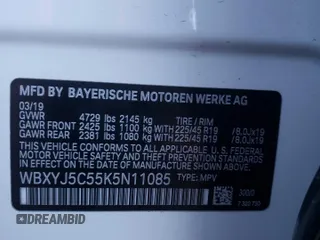 MFD BY BAYERISCHE MOTOREN WERKE AG
03/19
GVWR 4729 lbs 2145 kg TIRE / RIM
GAWR FRONT 2425 lbs 1100 kg 225/45 R19 / 8.0Jx19
GAWR REAR 2381 lbs 1080 kg 225/45 R19 / 8.0Jx19
THIS VEHICLE CONFORMS TO ALL APPLICABLE
FEDERAL MOTOR VEHICLE SAFETY, BUMPER, AND
THEFT PREVENTION STANDARDS IN EFFECT ON
THE DATE OF MANUFACTURE SHOWN ABOVE.
WBXYJ5C55K5N11085 TYPE: MPV
DREAMBID